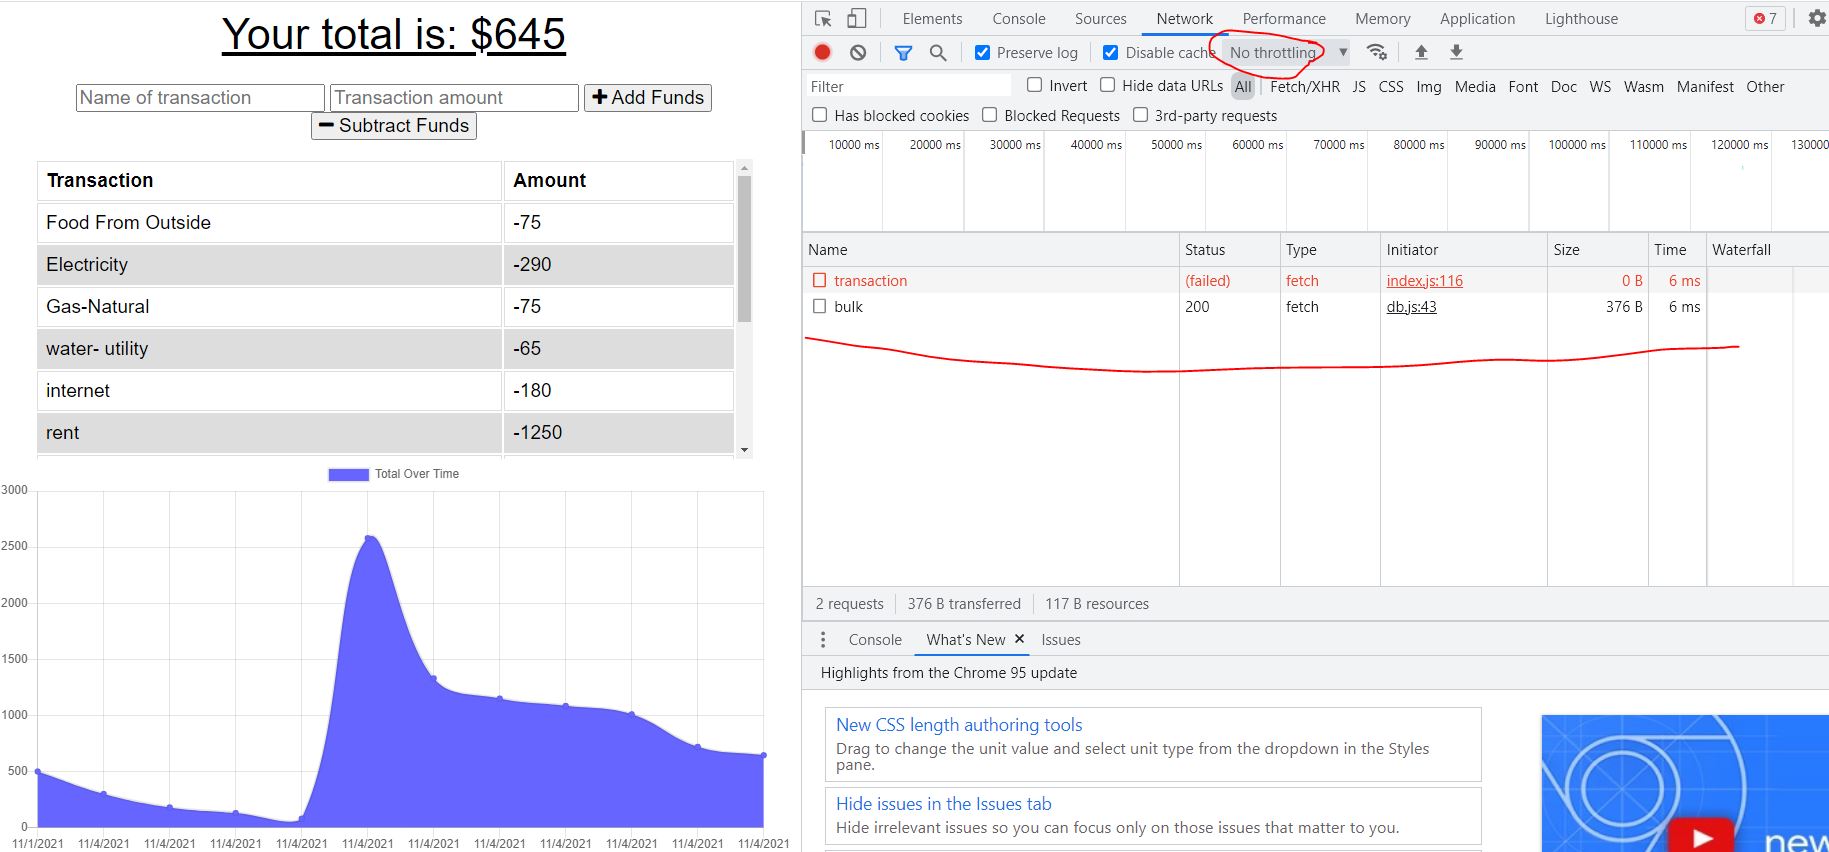 Your total is: $645
Name of transaction Transaction amount + Add Funds
− Subtract Funds
Transaction Amount
Food From Outside -75
Electricity -290
Gas-Natural -75
water- utility -65
internet -180
rent -1250
Total Over Time
3000
2500
2000
1500
1000
500
0
11/1/2021 11/4/2021 11/4/2021 11/4/2021 11/4/2021 11/4/2021 11/4/2021 11/4/2021 11/4/2021 11/4/2021 11/4/2021 11/4/2021
Elements Console Sources Network Performance Memory Application Lighthouse 7
Preserve log Disable cache No throttling
Filter Invert Hide data URLs All Fetch/XHR JS CSS Img Media Font Doc WS Wasm Manifest Other
Has blocked cookies Blocked Requests 3rd-party requests
10000 ms 20000 ms 30000 ms 40000 ms 50000 ms 60000 ms 70000 ms 80000 ms 90000 ms 100000 ms 110000 ms 120000 ms 130000
Name Status Type Initiator Size Time Waterfall
transaction (failed) fetch index.js:116 0 B 6 ms
bulk 200 fetch db.js:43 376 B 6 ms
2 requests 376 B transferred 117 B resources
Console What's New × Issues
Highlights from the Chrome 95 update
New CSS length authoring tools
Drag to change the unit value and select unit type from the dropdown in the Styles
pane.
Hide issues in the Issues tab
Hide irrelevant issues so you can focus only on those issues that matter to you.
new